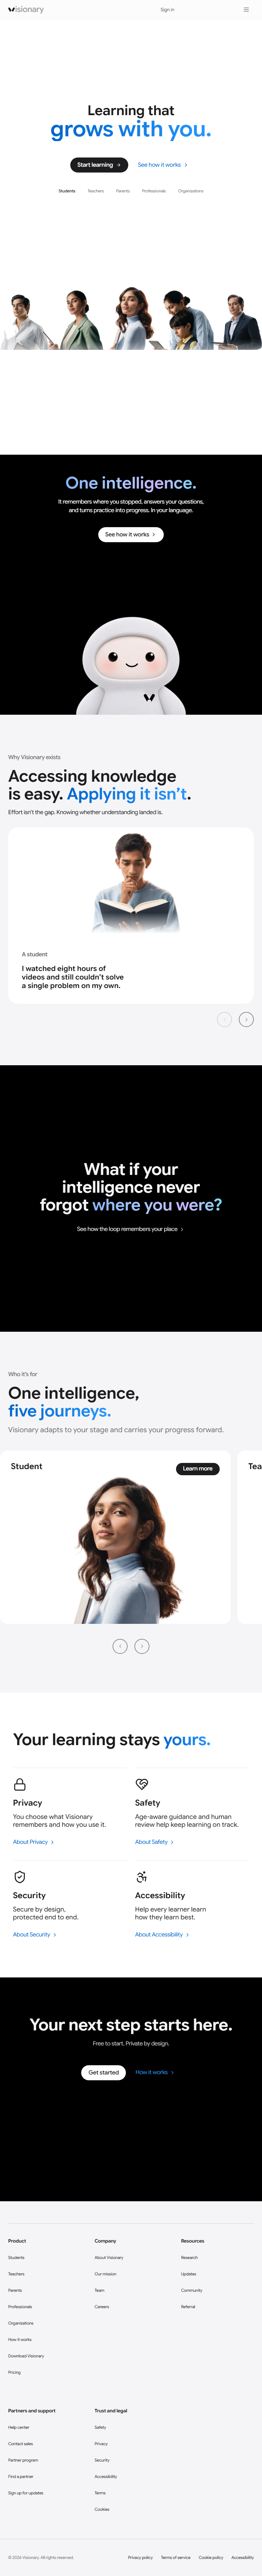 Visionary
Sign in
Learning that
grows with you.
Start learning
See how it works
Students
Teachers
Parents
Professionals
Organisations
One intelligence.
It remembers where you stopped, answers your questions,
and turns practice into progress. In your language.
See how it works
Why Visionary exists
Accessing knowledge
is easy. Applying it isn't.
Effort isn't the gap. Knowing whether understanding landed is.
A student
I watched eight hours of
videos and still couldn't solve
a single problem on my own.
What if your
intelligence never
forgot where you were?
See how the loop remembers your place
Who it's for
One intelligence,
five journeys.
Visionary adapts to your stage and carries your progress forward.
Student
Learn more
Tea
Your learning stays yours.
Privacy
You choose what Visionary
remembers and how you use it.
About Privacy
Safety
Age-aware guidance and human
review help keep learning on track.
About Safety
Security
Secure by design,
protected end to end.
About Security
Accessibility
Help every learner learn
how they learn best.
About Accessibility
Your next step starts here.
Free to start. Private by design.
Get started
How it works
Product
Students
Teachers
Parents
Professionals
Organisations
How it works
Download Visionary
Pricing
Company
About Visionary
Our mission
Team
Careers
Resources
Research
Updates
Community
Referral
Partners and support
Help center
Contact sales
Partner program
Find a partner
Sign up for updates
Trust and legal
Safety
Privacy
Security
Accessibility
Terms
Cookies
© 2026 Visionary. All rights reserved.
Privacy policy
Terms of service
Cookie policy
Accessibility